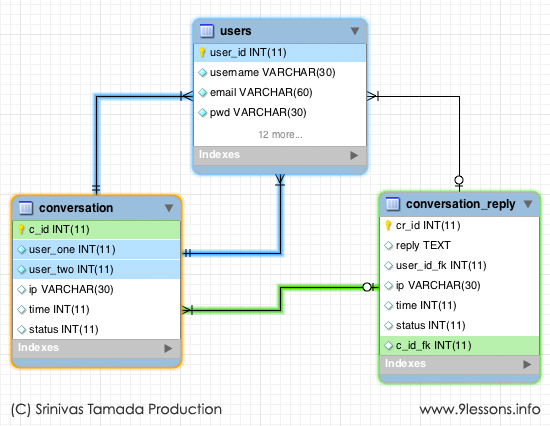 users
user_id INT(11)
username VARCHAR(30)
email VARCHAR(60)
pwd VARCHAR(30)
12 more...
Indexes
conversation
c_id INT(11)
user_one INT(11)
user_two INT(11)
ip VARCHAR(30)
time INT(11)
status INT(11)
Indexes
conversation_reply
cr_id INT(11)
reply TEXT
user_id_fk INT(11)
ip VARCHAR(30)
time INT(11)
status INT(11)
c_id_fk INT(11)
Indexes
(C) Srinivas Tamada Production
www.9lessons.info